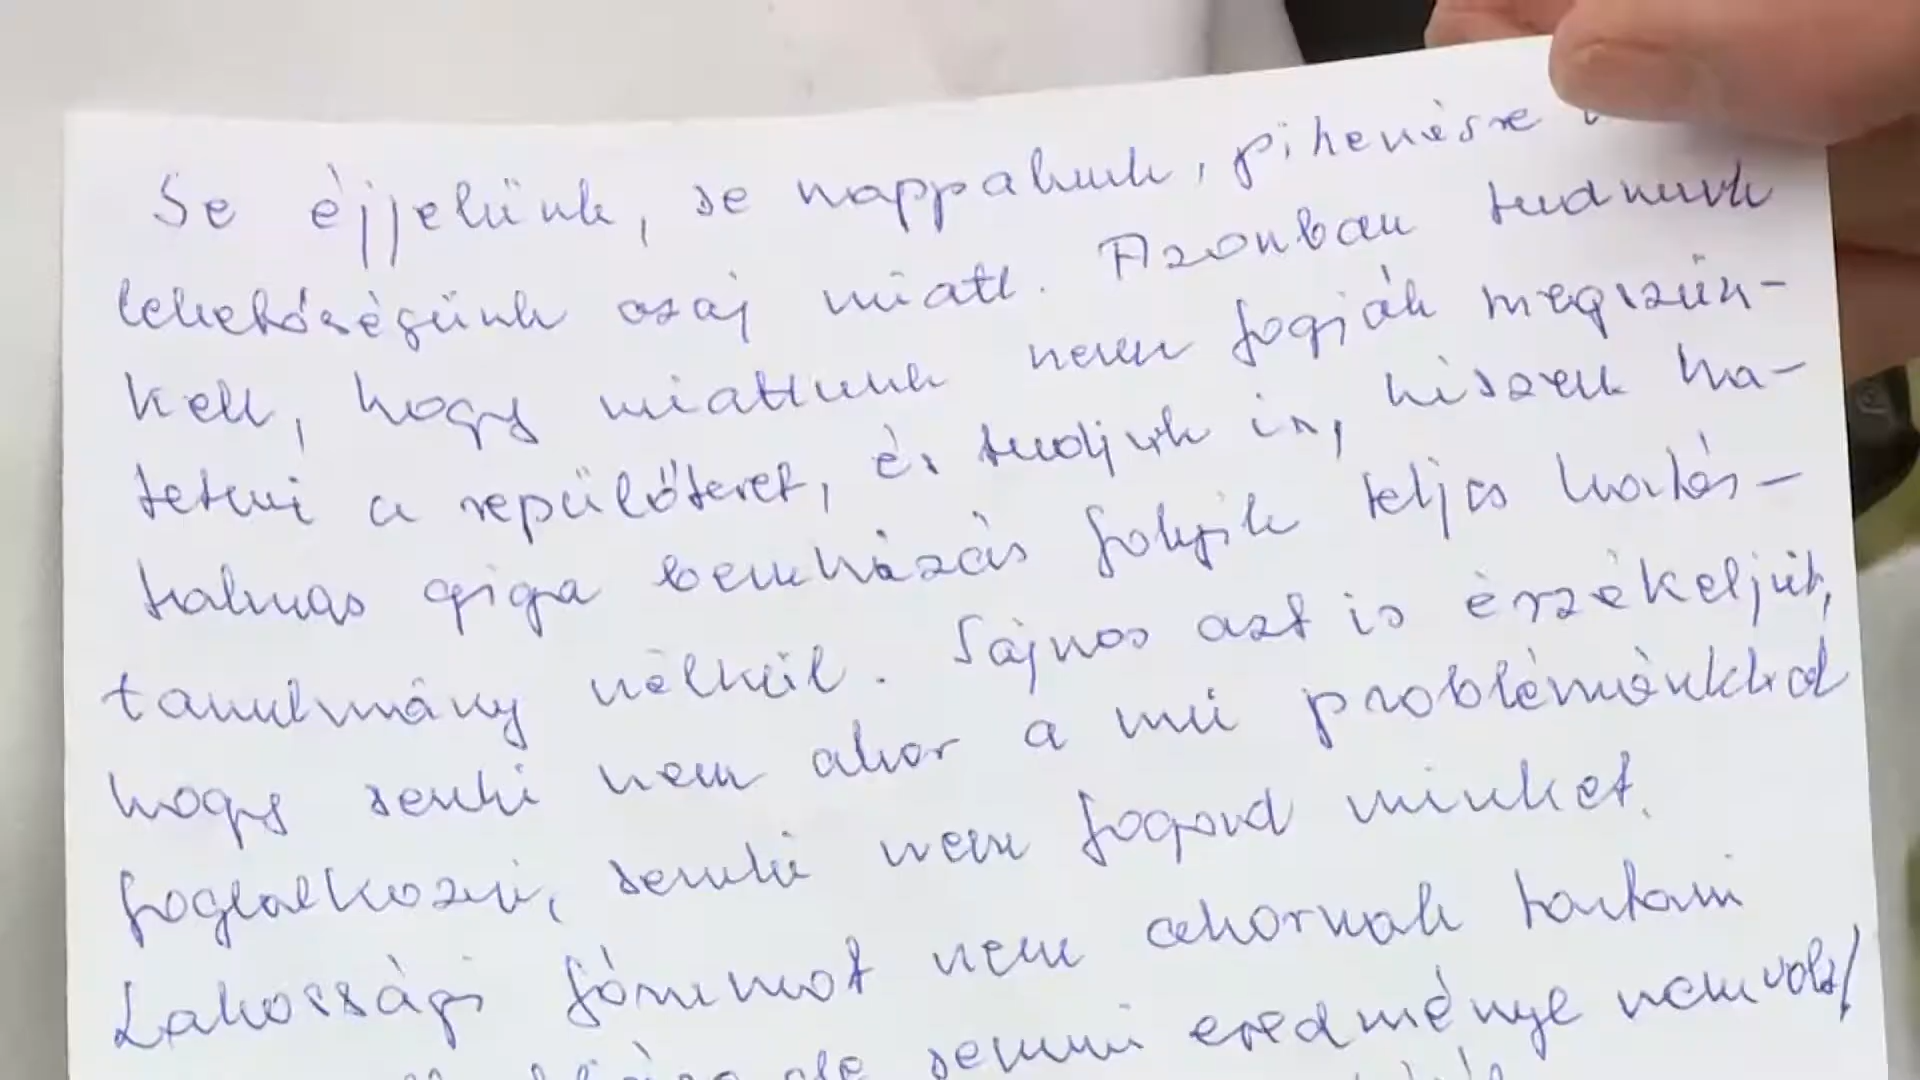 Se éjjelünk, se nappalunk, pihenésre
lehetőségünk a zaj miatt. Azonban tudnunk
kell, hogy miattunk nem fogják megszün-
tetni a repülőteret, és tudjuk is, hiszen ha-
talmas giga beruházás folyik teljes hatás-
tanulmány nélkül. Sajnos azt is érzékeljük,
hogy senki nem akar a mi problémánkkal
foglalkozni, senki nem fogad minket.
Lakossági fórumot nem akarnak tartani
semmi eredménye nem volt/